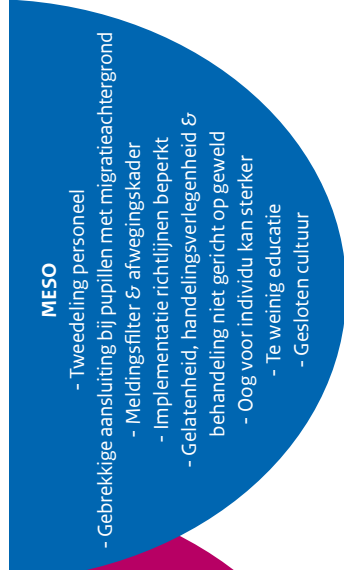 MESO
- Tweedeling personeel
- Gebrekkige aansluiting bij pupillen met migratieachtergrond
- Meldingsfilter & afwegingskader
- Implementatie richtlijnen beperkt
- Gelatenheid, handelingsverlegenheid &
behandeling niet gericht op geweld
- Oog voor individu kan sterker
- Te weinig educatie
- Gesloten cultuur